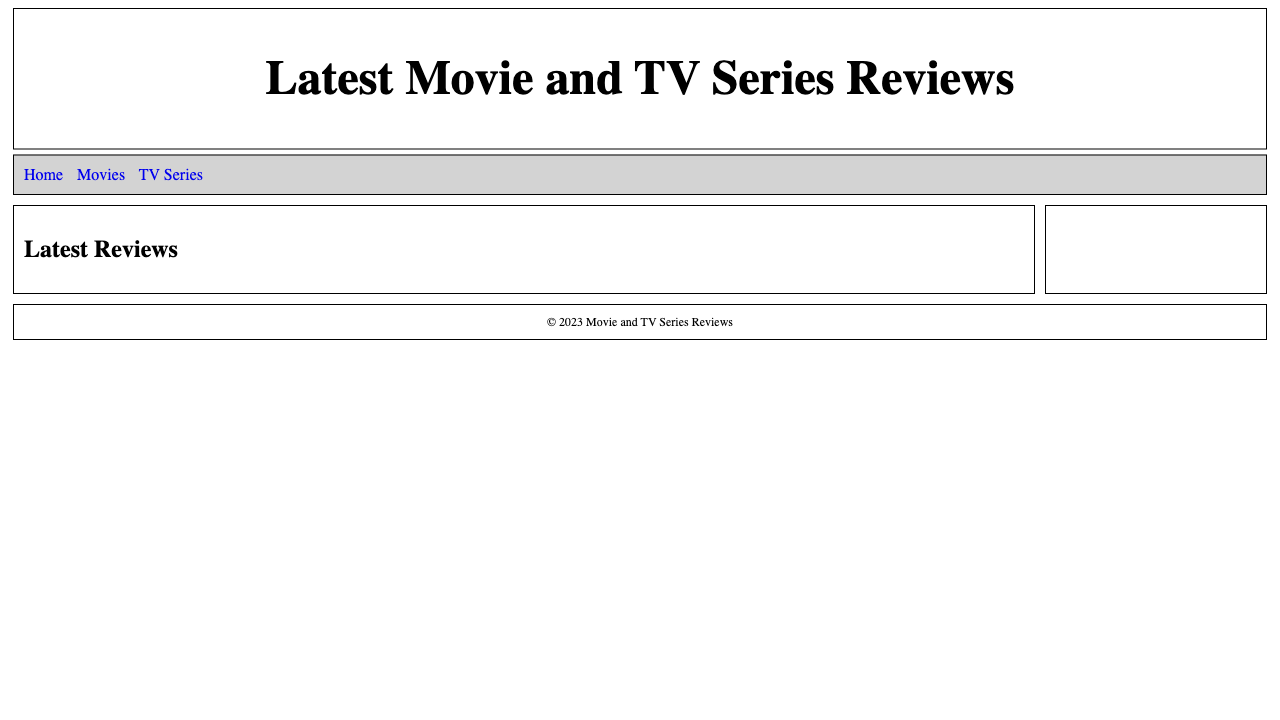 Latest Movie and TV Series Reviews
Home Movies TV Series
Latest Reviews
© 2023 Movie and TV Series Reviews